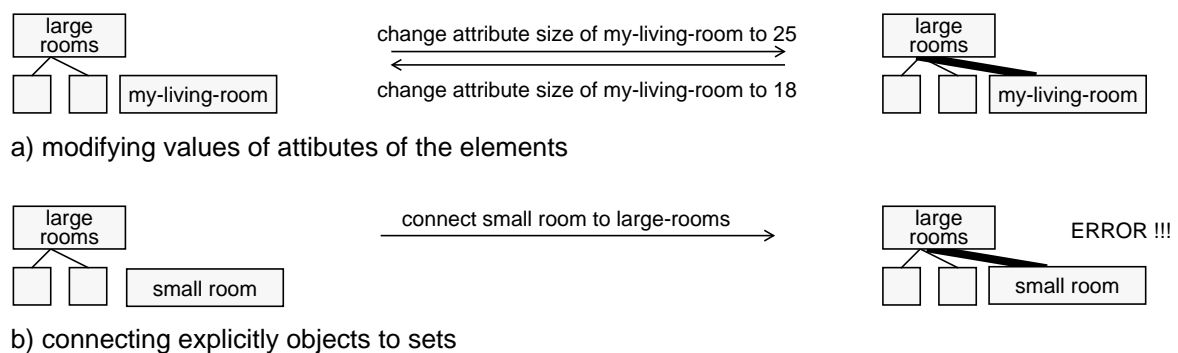 large
rooms
my-living-room
change attribute size of my-living-room to 25
change attribute size of my-living-room to 18
large
rooms
my-living-room
a) modifying values of attibutes of the elements
large
rooms
small room
connect small room to large-rooms
large
rooms
ERROR !!!
small room
b) connecting explicitly objects to sets